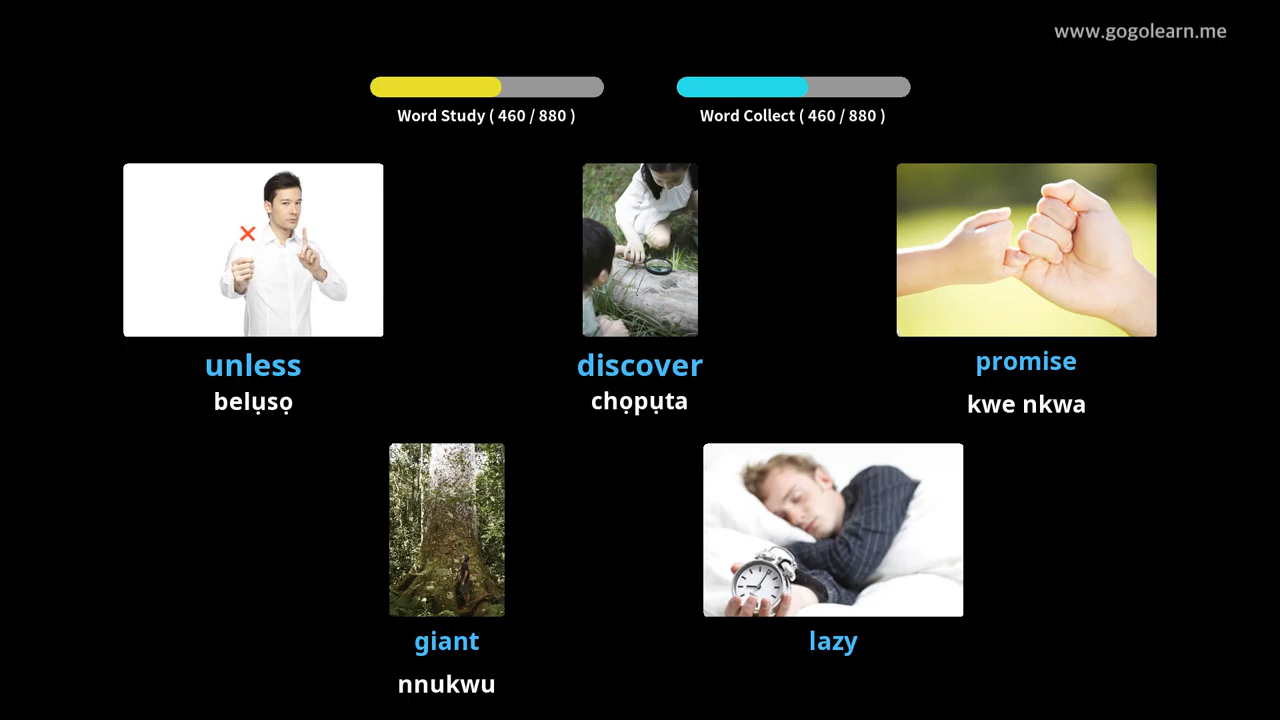 www.gogolearn.me
Word Study ( 460 / 880 )
Word Collect ( 460 / 880 )
unless
belụsọ
discover
chọpụta
promise
kwe nkwa
giant
nnukwu
lazy